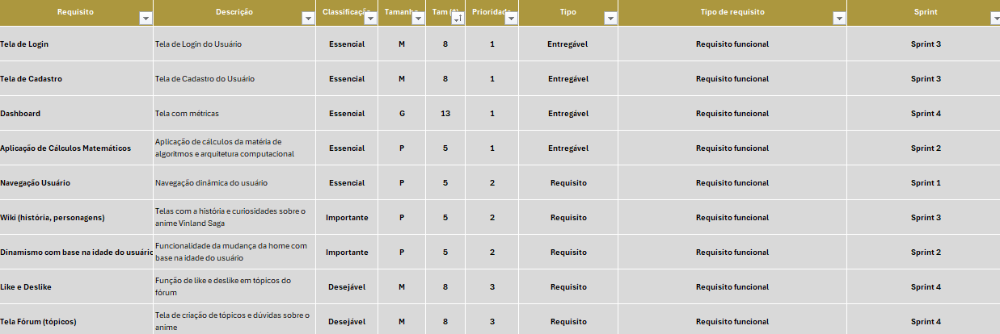 Requisito Descrição Classificaçã Tamanh Tam (#) Prioridad Tipo Tipo de requisito Sprint
Tela de Login Tela de Login do Usuário Essencial M 8 1 Entregável Requisito funcional Sprint 3
Tela de Cadastro Tela de Cadastro do Usuário Essencial M 8 1 Entregável Requisito funcional Sprint 3
Dashboard Tela com métricas Essencial G 13 1 Entregável Requisito funcional Sprint 4
Aplicação de Cálculos Matemáticos Aplicação de cálculos da matéria de
algoritmos e arquitetura computacional Essencial P 5 1 Entregável Requisito funcional Sprint 2
Navegação Usuário Navegação dinâmica do usuário Essencial P 5 2 Requisito Requisito funcional Sprint 1
Wiki (história, personagens) Telas com a história e curiosidades sobre o
anime Vinland Saga Importante P 5 2 Requisito Requisito funcional Sprint 3
Dinamismo com base na idade do usuário Funcionalidade da mudança da home com
base na idade do usuário Importante P 5 2 Requisito Requisito funcional Sprint 2
Like e Deslike Função de like e deslike em tópicos do
fórum Desejável M 8 3 Requisito Requisito funcional Sprint 4
Tela Fórum (tópicos) Tela de criação de tópicos e dúvidas sobre o
anime Desejável M 8 3 Requisito Requisito funcional Sprint 4